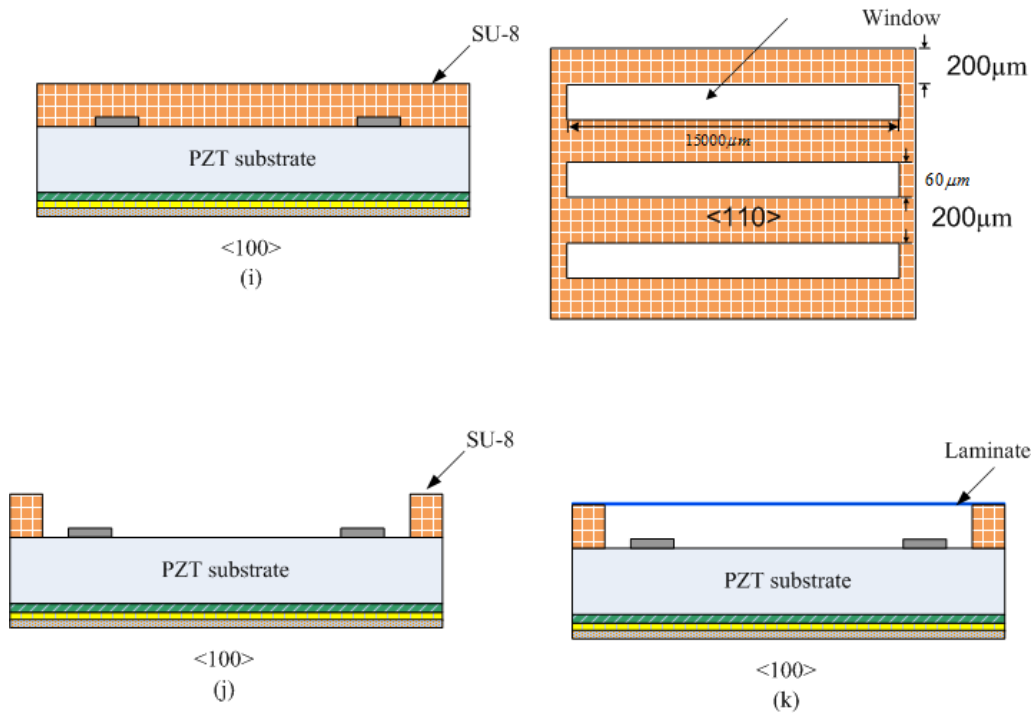 SU-8
PZT substrate
<100>
(i)
Window
200μm
15000μm
60μm
<110>
200μm
SU-8
PZT substrate
<100>
(j)
Laminate
PZT substrate
<100>
(k)